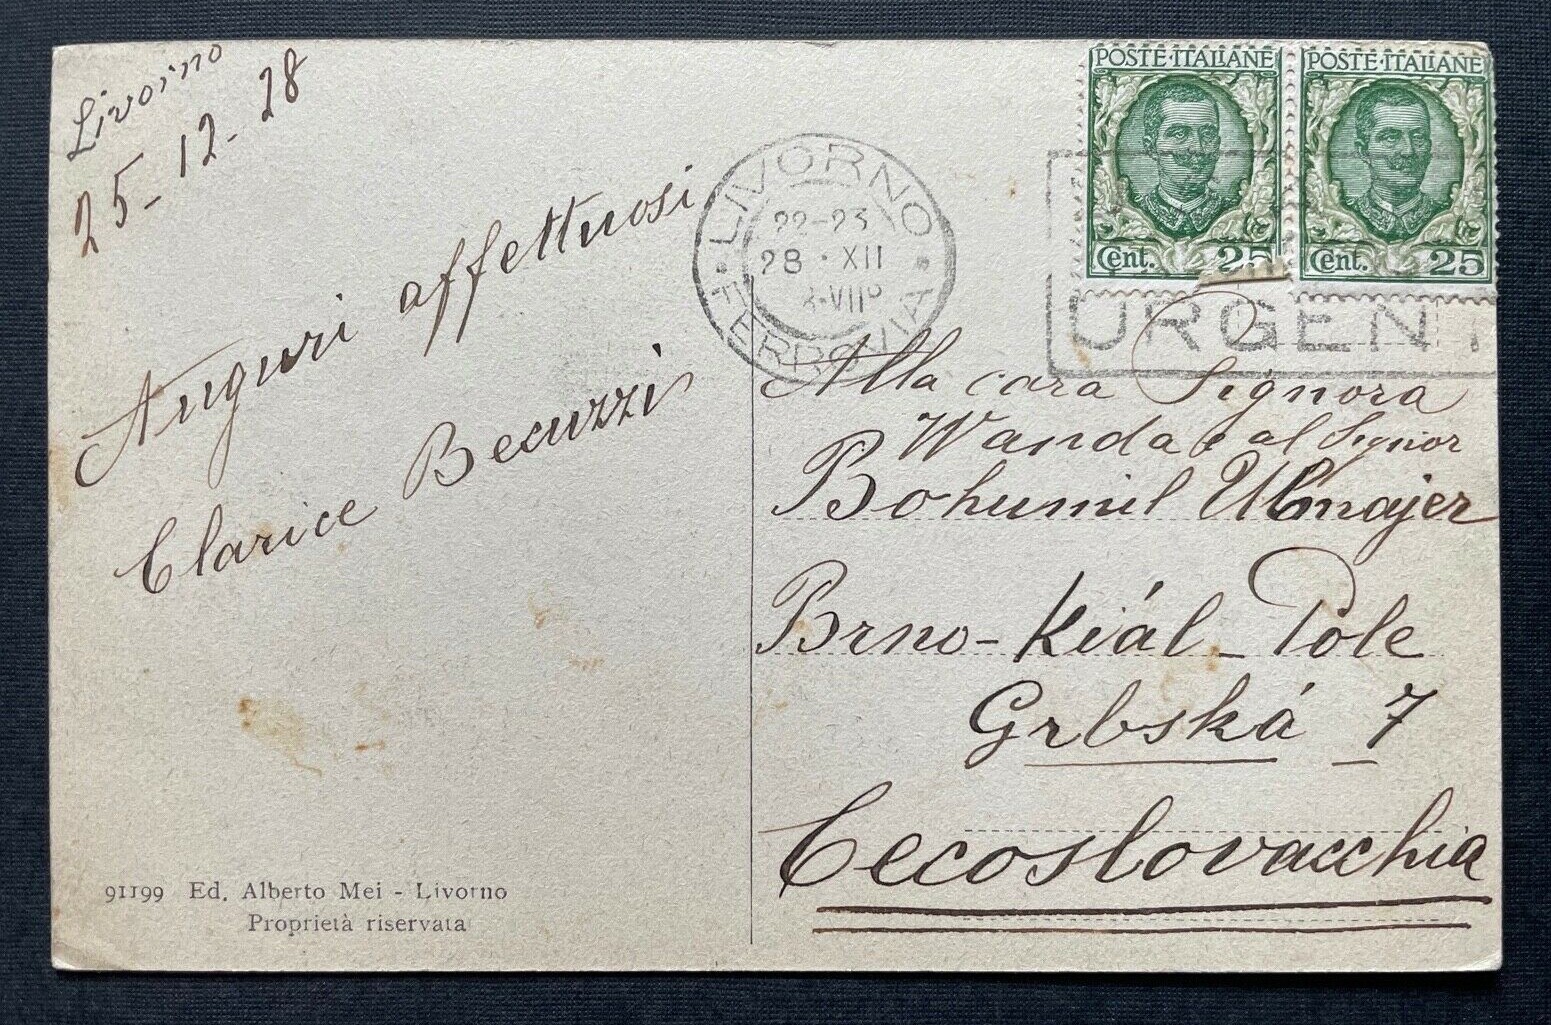 Livorno
25-12-28
Auguri affettuosi
Clarice Becuzzi
91199 Ed. Alberto Mei - Livorno
Proprietà riservata
POSTE·ITALIANE
Cent. 25
POSTE·ITALIANE
Cent. 25
LIVORNO
22-23
28·XII
VII
FERROVIA
URGENT
Alla cara Signora
Wanda e al Signor
Bohumil
Brno-Kiál-Pole
Grbská 7
Cecoslovacchia